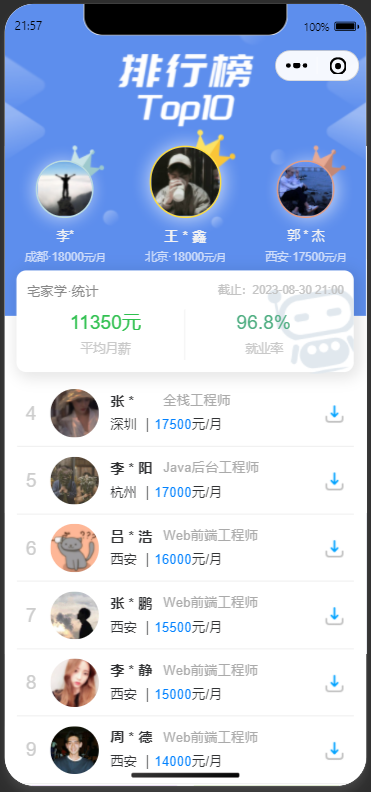 21:57
100%
排行榜
Top10
李*
王 * 鑫
郭 * 杰
成都·18000元/月
北京·18000元/月
西安·17500元/月
宅家学·统计
截止：2023-08-30 21:00
11350元
96.8%
平均月薪
就业率
4
张 *
全栈工程师
深圳 | 17500元/月
5
李 * 阳
Java后台工程师
杭州 | 17000元/月
6
吕 * 浩
Web前端工程师
西安 | 16000元/月
7
张 * 鹏
Web前端工程师
西安 | 15500元/月
8
李 * 静
Web前端工程师
西安 | 15000元/月
9
周 * 德
Web前端工程师
西安 | 14000元/月